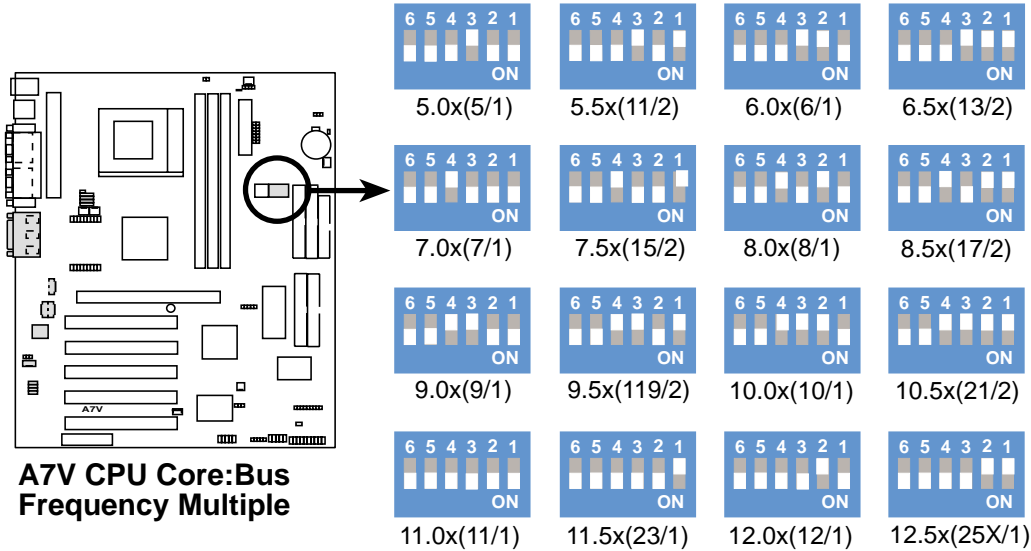 6 5 4 3 2 1
ON
5.0x(5/1)
6 5 4 3 2 1
ON
5.5x(11/2)
6 5 4 3 2 1
ON
6.0x(6/1)
6 5 4 3 2 1
ON
6.5x(13/2)
6 5 4 3 2 1
ON
7.0x(7/1)
6 5 4 3 2 1
ON
7.5x(15/2)
6 5 4 3 2 1
ON
8.0x(8/1)
6 5 4 3 2 1
ON
8.5x(17/2)
6 5 4 3 2 1
ON
9.0x(9/1)
6 5 4 3 2 1
ON
9.5x(119/2)
6 5 4 3 2 1
ON
10.0x(10/1)
6 5 4 3 2 1
ON
10.5x(21/2)
6 5 4 3 2 1
ON
11.0x(11/1)
6 5 4 3 2 1
ON
11.5x(23/1)
6 5 4 3 2 1
ON
12.0x(12/1)
6 5 4 3 2 1
ON
12.5x(25X/1)
A7V
A7V CPU Core:Bus
Frequency Multiple